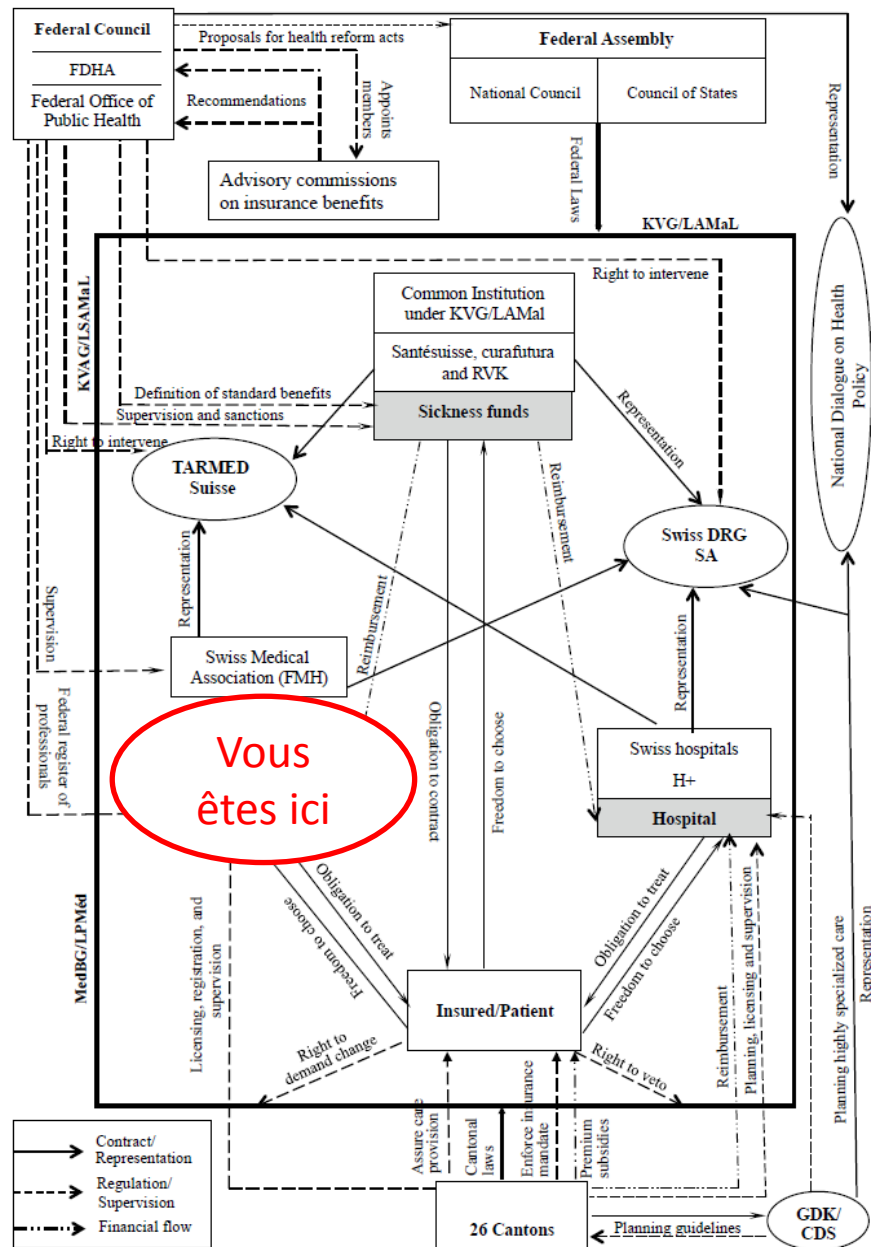 Federal Council
FDHA
Federal Office of
Public Health
Proposals for health reform acts
Recommendations
Appoints
members
Advisory commissions
on insurance benefits
Federal Assembly
National Council
Council of States
Federal Laws
Representation
KVG/LAMaL
KVAG/LSAMaL
Right to intervene
Common Institution
under KVG/LAMal
Santésuisse, curafutura
and RVK
Sickness funds
Definition of standard benefits
Supervision and sanctions
Right to intervene
TARMED
Suisse
Representation
Reimbursement
National Dialogue on Health
Policy
Swiss DRG
SA
Representation
Reimbursement
Representation
Supervision
Swiss Medical
Association (FMH)
Federal register of
professionals
Vous
êtes ici
Obligation to contract
Freedom to choose
Swiss hospitals
H+
Hospital
MedBG/LPMéd
Licensing, registration, and
supervision
Obligation to treat
Freedom to choose
Obligation to treat
Freedom to choose
Insured/Patient
Right to
demand change
Right to veto
Reimbursement
Planning, licensing and supervision
Planning highly specialized care
Representation
Assure care
provision
Cantonal
laws
Enforce insurance
mandate
Premium
subsidies
Contract/
Representation
Regulation/
Supervision
Financial flow
26 Cantons
Planning guidelines
GDK/
CDS